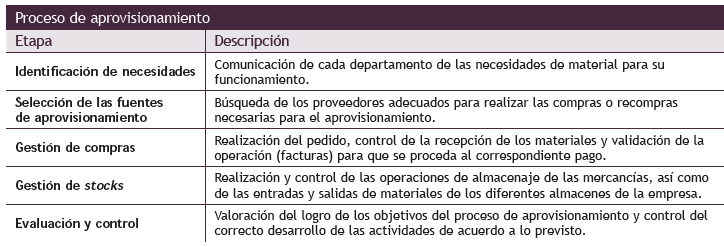 Proceso de aprovisionamiento
Etapa Descripción
Identificación de necesidades
Comunicación de cada departamento de las necesidades de material para su
funcionamiento.
Selección de las fuentes
de aprovisionamiento
Búsqueda de los proveedores adecuados para realizar las compras o recompras
necesarias para el aprovisionamiento.
Gestión de compras
Realización del pedido, control de la recepción de los materiales y validación de la
operación (facturas) para que se proceda al correspondiente pago.
Gestión de stocks
Realización y control de las operaciones de almacenaje de las mercancías, así como
de las entradas y salidas de materiales de los diferentes almacenes de la empresa.
Evaluación y control
Valoración del logro de los objetivos del proceso de aprovisionamiento y control del
correcto desarrollo de las actividades de acuerdo a lo previsto.